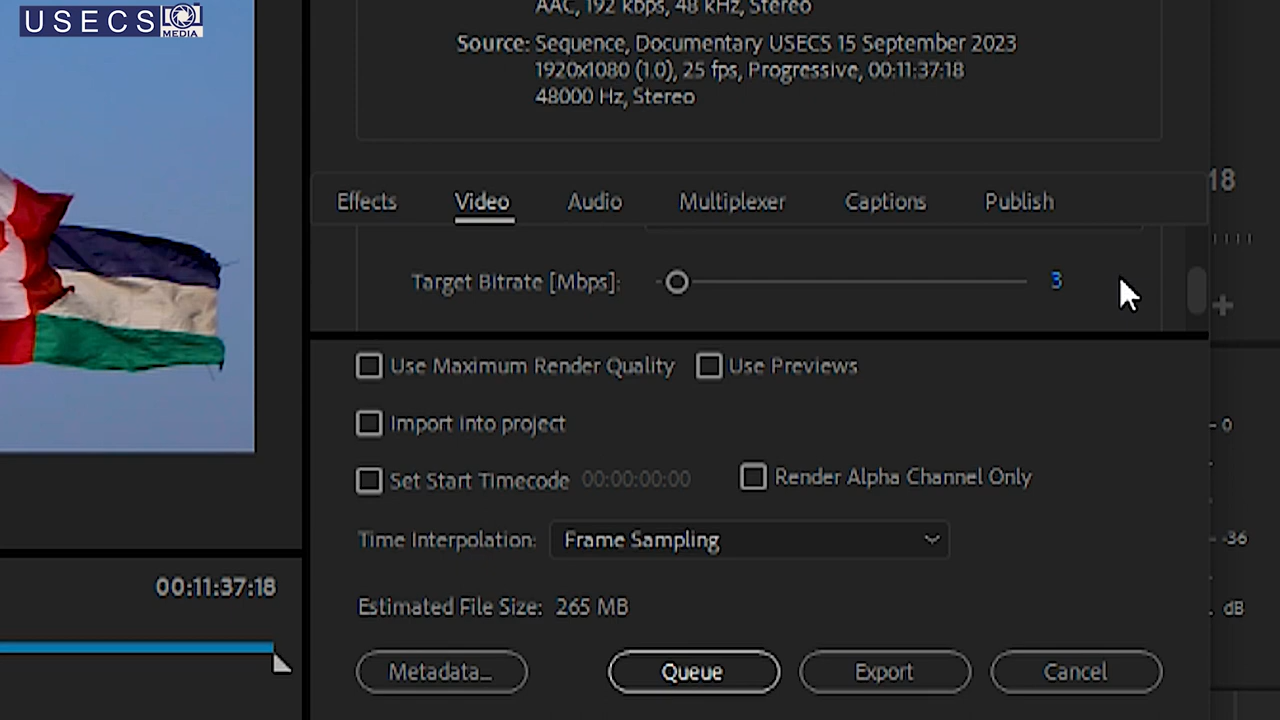 USECS
MEDIA
AAC, 192 kbps, 48 kHz, Stereo
Source: Sequence, Documentary USECS 15 September 2023
1920x1080 (1.0), 25 fps, Progressive, 00:11:37:18
48000 Hz, Stereo
18
Effects Video Audio Multiplexer Captions Publish
Target Bitrate [Mbps]: 3
Use Maximum Render Quality Use Previews
Import into project
0
Set Start Timecode 00:00:00:00 Render Alpha Channel Only
Time Interpolation: Frame Sampling
-36
00:11:37:18
Estimated File Size: 265 MB
dB
Metadata... Queue Export Cancel